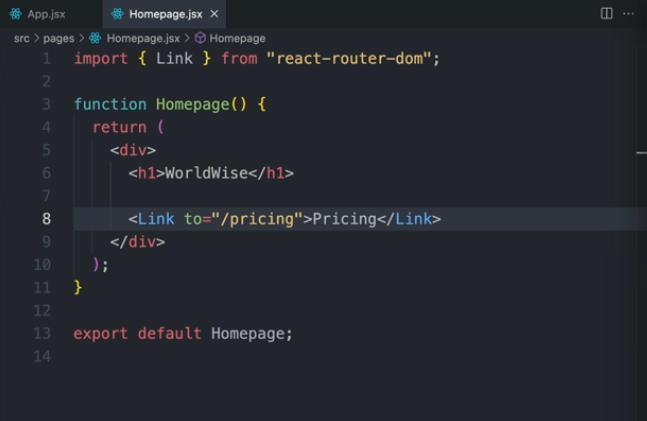 App.jsx Homepage.jsx ×
src > pages > Homepage.jsx > Homepage
1 import { Link } from "react-router-dom";
2
3 function Homepage() {
4 return (
5 <div>
6 <h1>WorldWise</h1>
7
8 <Link to="/pricing">Pricing</Link>
9 </div>
10 );
11 }
12
13 export default Homepage;
14